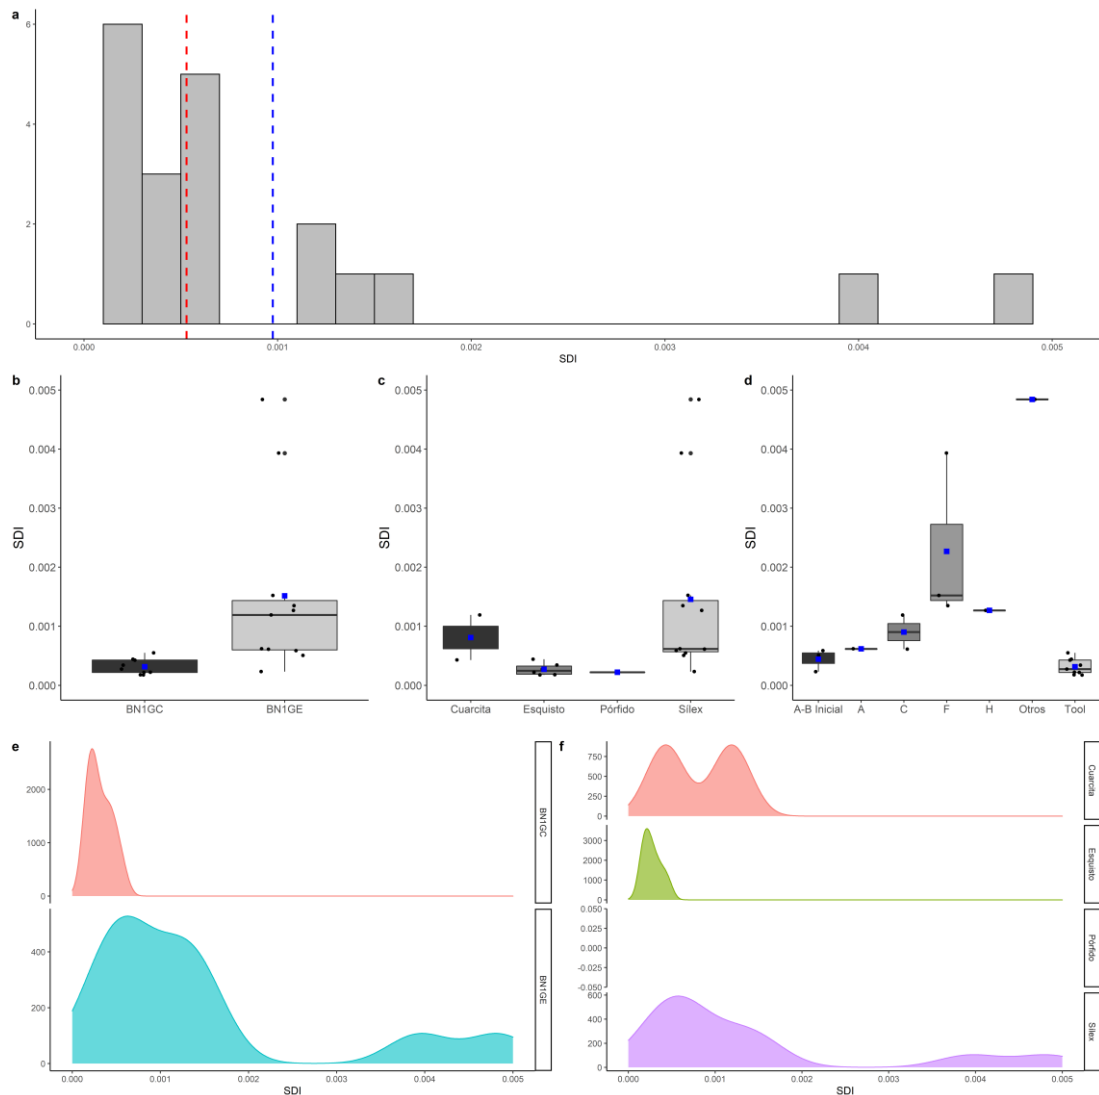 a
6
4
2
0
0.000 0.001 0.002 0.003 0.004 0.005
SDI
b
0.005
0.004
0.003
0.002
0.001
0.000
SDI
BN1GC BN1GE
c
0.005
0.004
0.003
0.002
0.001
0.000
SDI
Cuarcita Esquisto Pórfido Sílex
d
0.005
0.004
0.003
0.002
0.001
0.000
SDI
A-B Inicial A C F H Otros Tool
e
2000
1000
0
BN1GC
400
200
0
BN1GE
0.000 0.001 0.002 0.003 0.004 0.005
SDI
f
750
500
250
0
Cuarcita
3000
2000
1000
0
Esquisto
0.050
0.025
0.000
-0.025
-0.050
Pórfido
600
400
200
0
Sílex
0.000 0.001 0.002 0.003 0.004 0.005
SDI